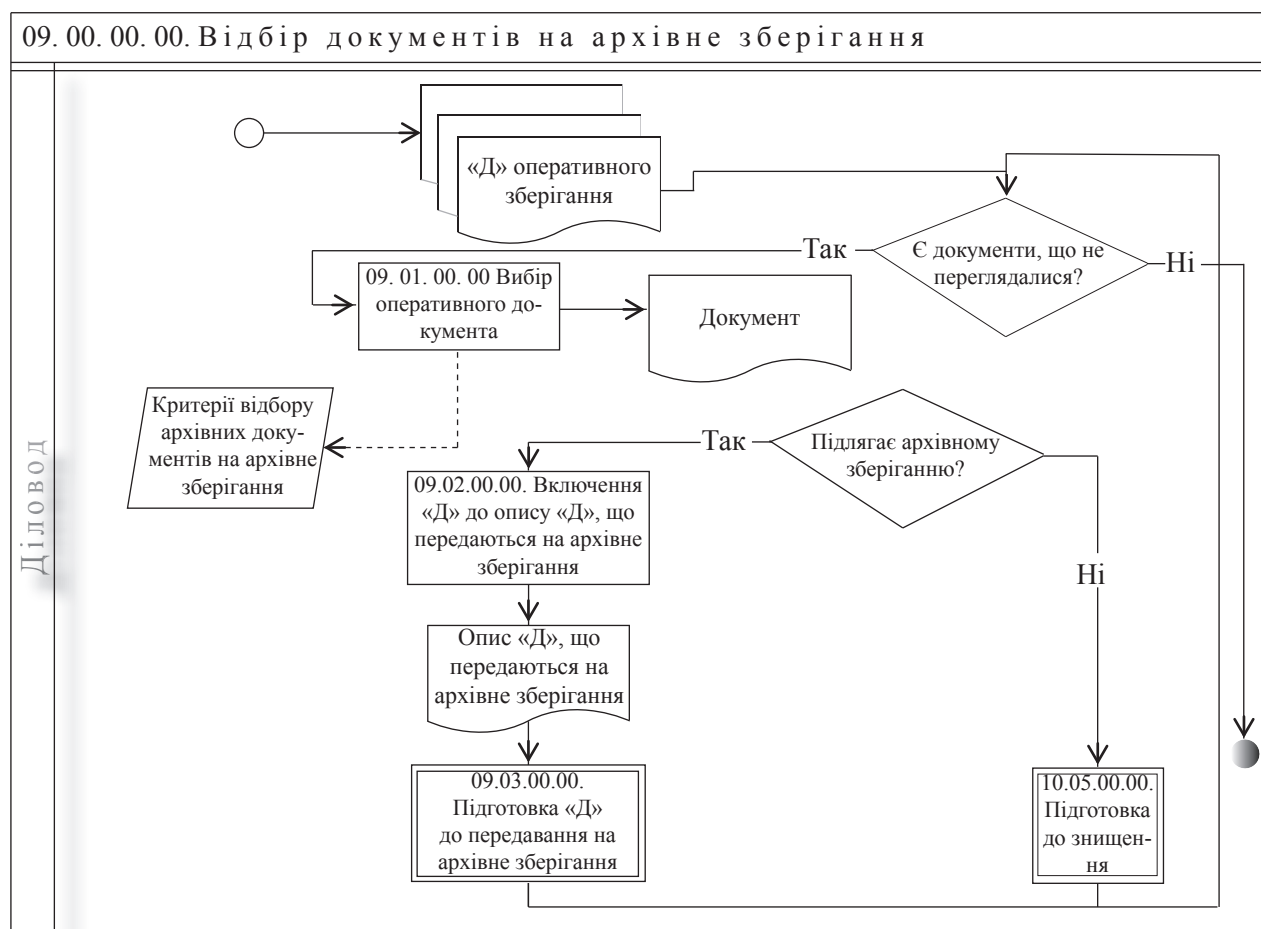 09. 00. 00. 00. Відбір документів на архівне зберігання
Діловод
«Д» оперативного
зберігання
Є документи, що не
переглядалися?
Так
Ні
09. 01. 00. 00 Вибір
оперативного до-
кумента
Документ
Критерії відбору
архівних доку-
ментів на архівне
зберігання
Підлягає архівному
зберіганню?
Так
Ні
09.02.00.00. Включення
«Д» до опису «Д», що
передаються на архівне
зберігання
Опис «Д», що
передаються на
архівне зберігання
09.03.00.00.
Підготовка «Д»
до передавання на
архівне зберігання
10.05.00.00.
Підготовка
до знищен-
ня